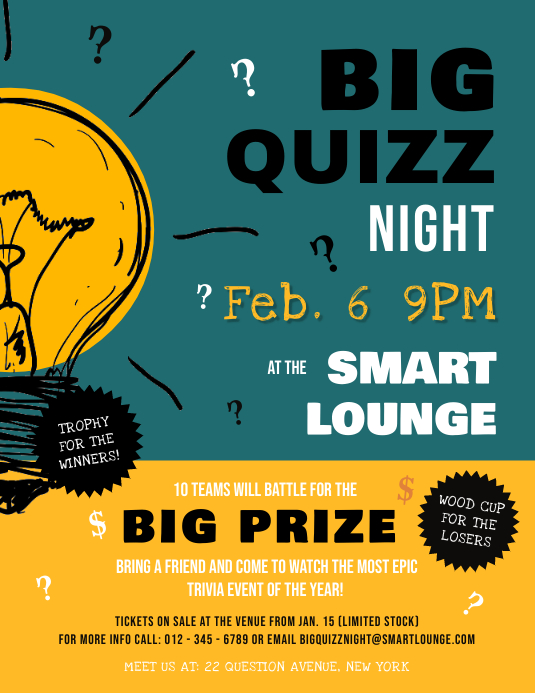 ?
?
BIG
QUIZZ
NIGHT
?
? Feb. 6 9PM
AT THE SMART
LOUNGE
?
TROPHY
FOR THE
WINNERS!
10 TEAMS WILL BATTLE FOR THE
$
$ BIG PRIZE
WOOD CUP
FOR THE
LOSERS
BRING A FRIEND AND COME TO WATCH THE MOST EPIC
TRIVIA EVENT OF THE YEAR!
?
?
TICKETS ON SALE AT THE VENUE FROM JAN. 15 (LIMITED STOCK)
FOR MORE INFO CALL: 012 - 345 - 6789 OR EMAIL BIGQUIZZNIGHT@SMARTLOUNGE.COM
MEET US AT: 22 QUESTION AVENUE, NEW YORK